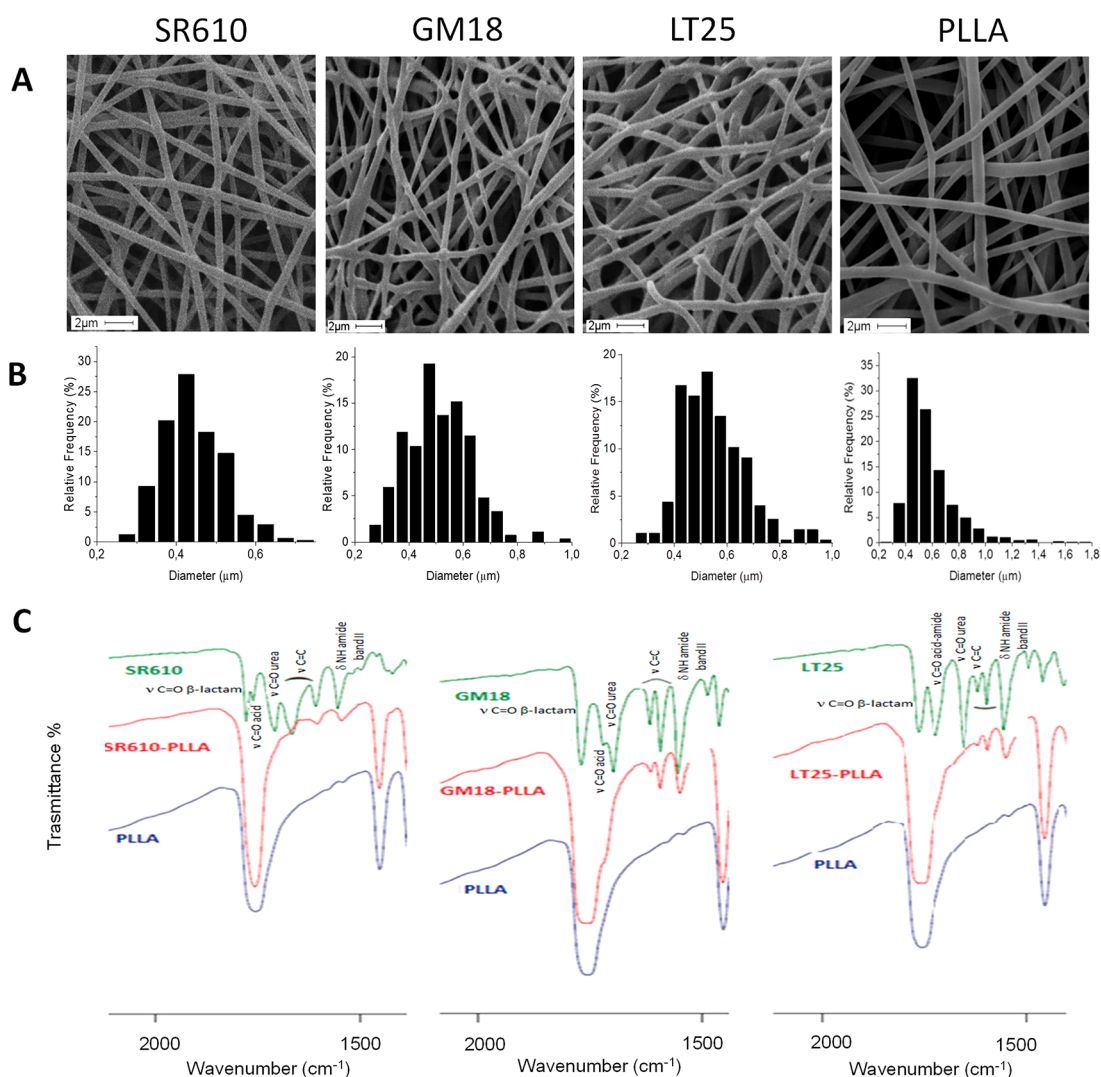 SR610 GM18 LT25 PLLA
A
2μm 2μm 2μm 2μm
B
Relative Frequency (%)
30
25
20
15
10
5
0
0,2 0,4 0,6
Diameter (μm)
Relative Frequency (%)
20
15
10
5
0
0,2 0,4 0,6 0,8 1,0
Diameter (μm)
Relative Frequency (%)
20
15
10
5
0
0,2 0,4 0,6 0,8 1,0
Diameter (μm)
Relative Frequency (%)
35
30
25
20
15
10
5
0
0,2 0,4 0,6 0,8 1,0 1,2 1,4 1,6 1,8
Diameter (μm)
C
Trasmittance %
SR610
ν C=O β-lactam
ν C=O acid
ν C=O urea
ν C=C
δ NH amide
bandII
SR610-PLLA
PLLA
2000 1500
Wavenumber (cm-1)
GM18
ν C=O β-lactam
ν C=O acid
ν C=O urea
ν C=C
δ NH amide
bandII
GM18-PLLA
PLLA
2000 1500
Wavenumber (cm-1)
LT25
ν C=O β-lactam
ν C=O acid-amide
ν C=O urea
ν C=C
δ NH amide
bandII
LT25-PLLA
PLLA
2000 1500
Wavenumber (cm-1)